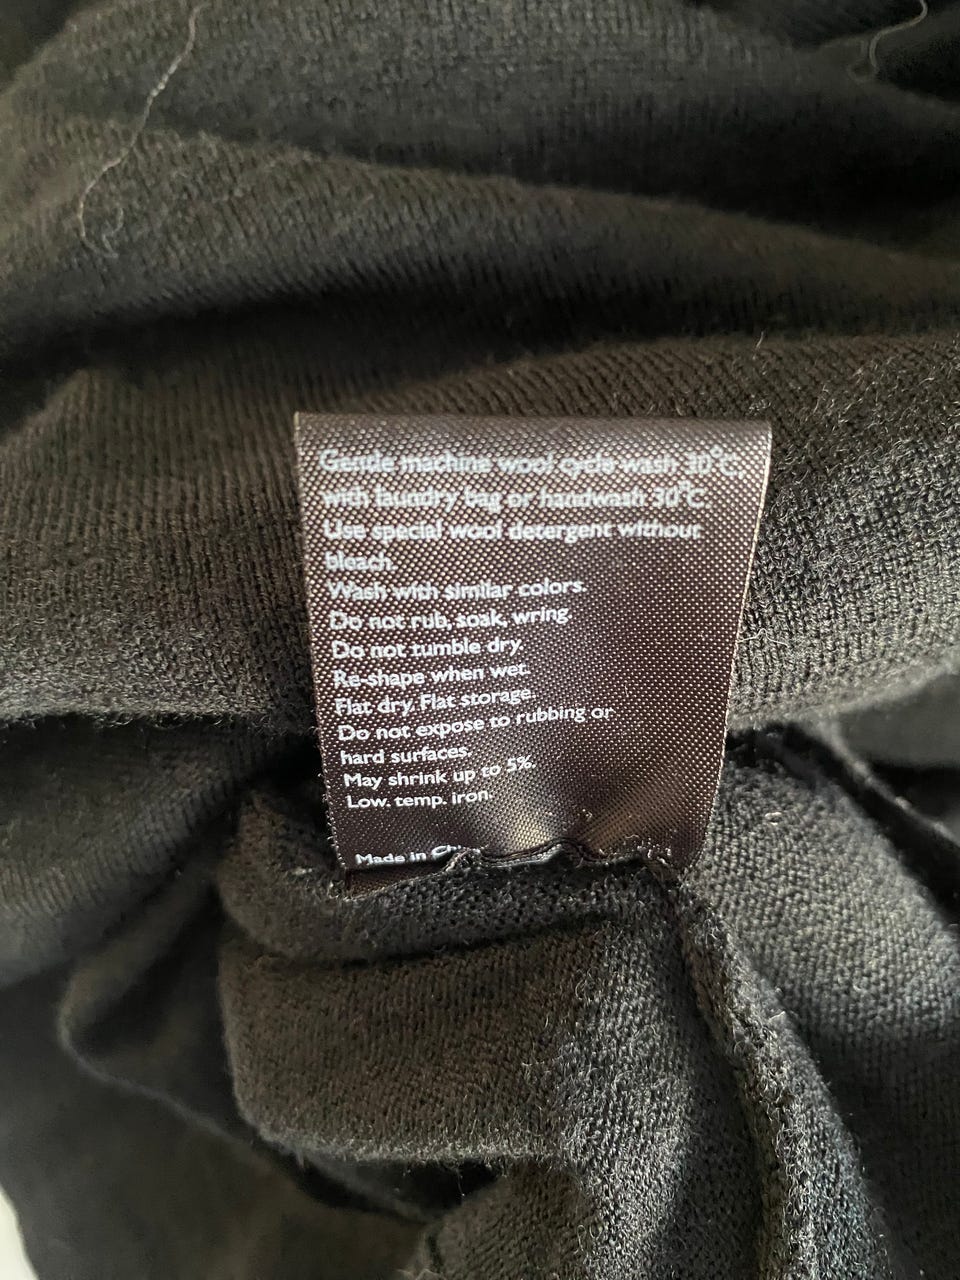 Gentle machine wool cycle wash 30°C.
with laundry bag or handwash 30°C.
Use special wool detergent without
bleach.
Wash with similar colors.
Do not rub, soak, wring.
Do not tumble dry.
Re-shape when wet.
Flat dry. Flat storage.
Do not expose to rubbing or
hard surfaces.
May shrink up to 5%.
Low. temp. iron.
Made in